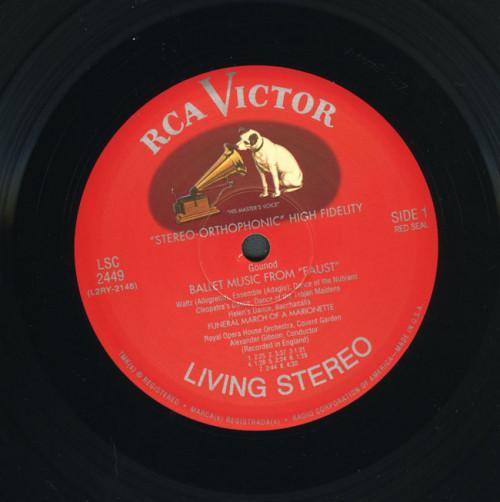 RCA VICTOR
"HIS MASTER'S VOICE"
"STEREO-ORTHOPHONIC" HIGH FIDELITY
LSC
2449
(L2RY-2145)
SIDE 1
RED SEAL
Gounod
BALLET MUSIC FROM "FAUST"
Waltz (Allegretto), Ensemble (Adagio), Dance of the Nubians
Cleopatra's Dance, Dance of the Trojan Maidens
Helen's Dance, Bacchanalia
FUNERAL MARCH OF A MARIONETTE
Royal Opera House Orchestra, Covent Garden
Alexander Gibson, Conductor
(Recorded in England)
LIVING STEREO
TMK(s) ® REGISTERED • MARCA(s) REGISTRADA(s) • RADIO CORPORATION OF AMERICA—MADE IN U.S.A.